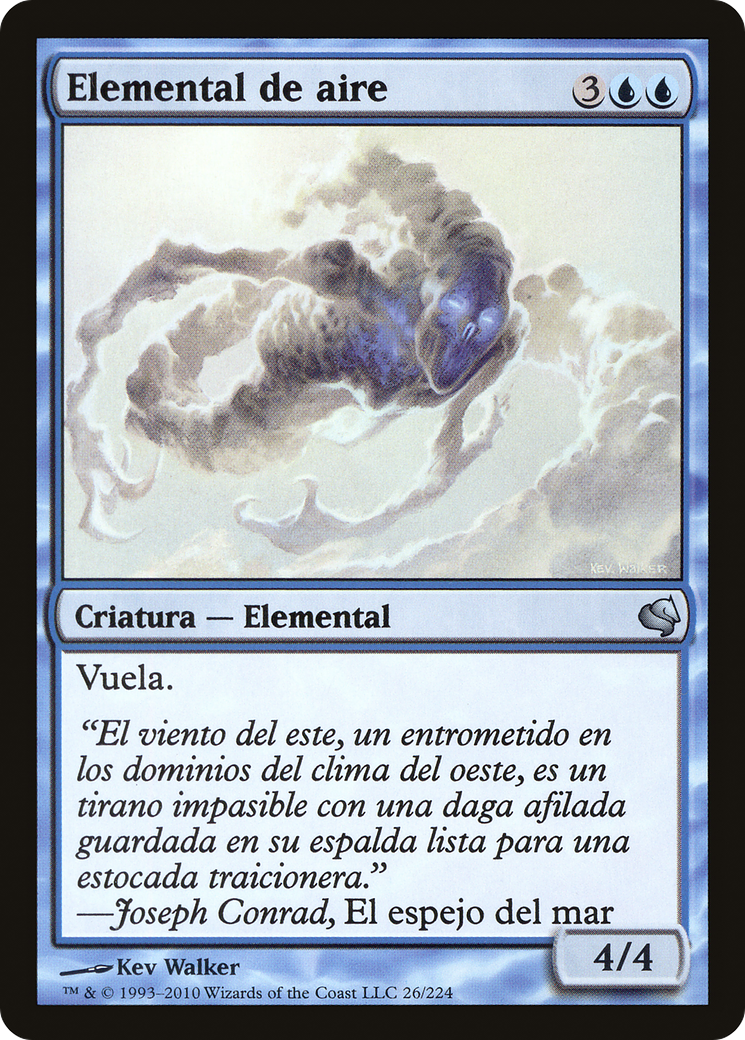 Elemental de aire
3
KEV. WALKER
Criatura — Elemental
Vuela.
“El viento del este, un entrometido en
los dominios del clima del oeste, es un
tirano impasible con una daga afilada
guardada en su espalda lista para una
estocada traicionera.”
—Joseph Conrad, El espejo del mar
4/4
Kev Walker
™ & © 1993–2010 Wizards of the Coast LLC 26/224